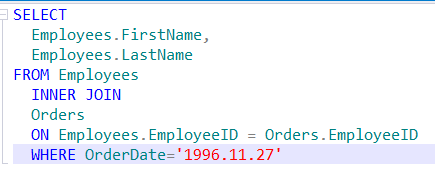 SELECT
Employees.FirstName,
Employees.LastName
FROM Employees
INNER JOIN
Orders
ON Employees.EmployeeID = Orders.EmployeeID
WHERE OrderDate='1996.11.27'